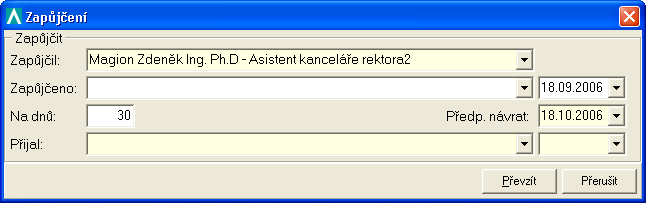 Zapůjčení
Zapůjčit
Zapůjčil: Magion Zdeněk Ing. Ph.D - Asistent kanceláře rektora2
Zapůjčeno: 18.09.2006
Na dnů: 30 Předp. návrat: 18.10.2006
Přijal:
Převzít Přerušit